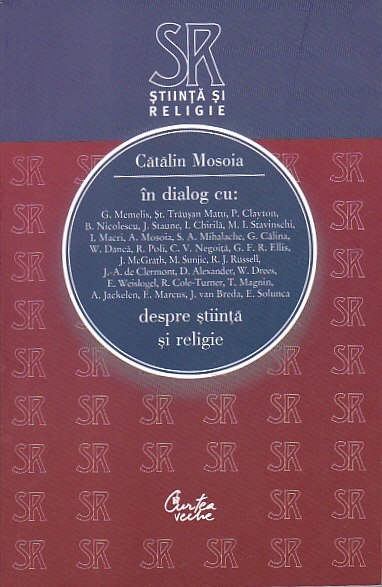 SR
ŞTIINŢĂ ŞI
RELIGIE
Cătălin Mosoia
în dialog cu:
G. Memelis, Şt. Trăuşan Matu, P. Clayton,
B. Nicolescu, J. Staune, I. Chirilă, M. I. Stavinschi,
I. Macri, A. Mosoia, S. A. Mihalache, G. Călina,
W. Dancă, R. Poli, C. V. Negoiţă, G. F. R. Ellis,
J. McGrath, M. Sunjic, R. J. Russell,
J.-A. de Clermont, D. Alexander, W. Drees,
E. Weislogel, R. Cole-Turner, T. Magnin,
A. Jackelen, E. Marcus, J. van Breda, E. Solunca
despre ştiinţă
şi religie
Curtea
veche